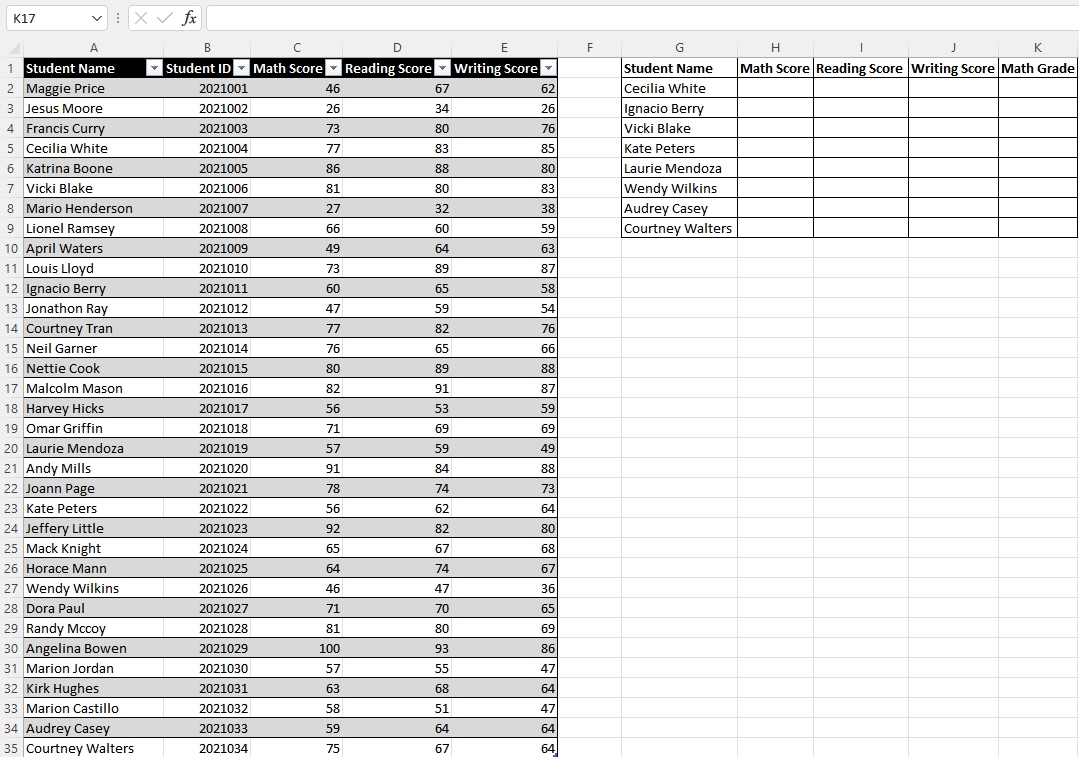 K17 fx
A B C D E F G H I J K
1 Student Name Student ID Math Score Reading Score Writing Score Student Name Math Score Reading Score Writing Score Math Grade
2 Maggie Price 2021001 46 67 62 Cecilia White
3 Jesus Moore 2021002 26 34 26 Ignacio Berry
4 Francis Curry 2021003 73 80 76 Vicki Blake
5 Cecilia White 2021004 77 83 85 Kate Peters
6 Katrina Boone 2021005 86 88 80 Laurie Mendoza
7 Vicki Blake 2021006 81 80 83 Wendy Wilkins
8 Mario Henderson 2021007 27 32 38 Audrey Casey
9 Lionel Ramsey 2021008 66 60 59 Courtney Walters
10 April Waters 2021009 49 64 63
11 Louis Lloyd 2021010 73 89 87
12 Ignacio Berry 2021011 60 65 58
13 Jonathon Ray 2021012 47 59 54
14 Courtney Tran 2021013 77 82 76
15 Neil Garner 2021014 76 65 66
16 Nettie Cook 2021015 80 89 88
17 Malcolm Mason 2021016 82 91 87
18 Harvey Hicks 2021017 56 53 59
19 Omar Griffin 2021018 71 69 69
20 Laurie Mendoza 2021019 57 59 49
21 Andy Mills 2021020 91 84 88
22 Joann Page 2021021 78 74 73
23 Kate Peters 2021022 56 62 64
24 Jeffery Little 2021023 92 82 80
25 Mack Knight 2021024 65 67 68
26 Horace Mann 2021025 64 74 67
27 Wendy Wilkins 2021026 46 47 36
28 Dora Paul 2021027 71 70 65
29 Randy Mccoy 2021028 81 80 69
30 Angelina Bowen 2021029 100 93 86
31 Marion Jordan 2021030 57 55 47
32 Kirk Hughes 2021031 63 68 64
33 Marion Castillo 2021032 58 51 47
34 Audrey Casey 2021033 59 64 64
35 Courtney Walters 2021034 75 67 64